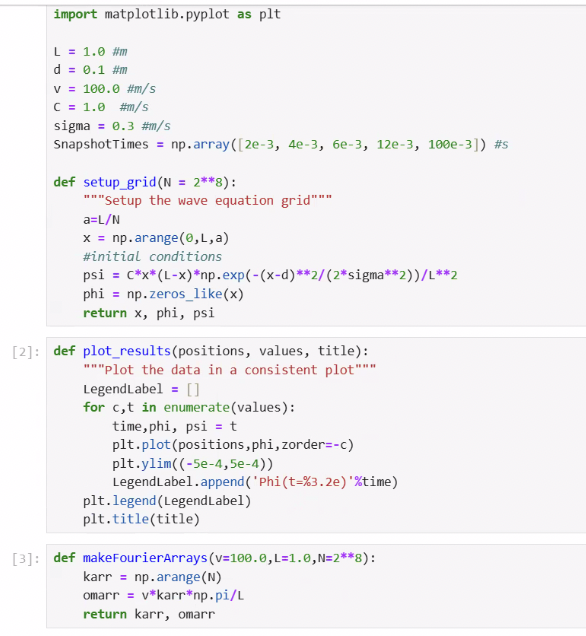 import matplotlib.pyplot as plt
L = 1.0 #m
d = 0.1 #m
v = 100.0 #m/s
C = 1.0  #m/s
sigma = 0.3 #m/s
SnapshotTimes = np.array([2e-3, 4e-3, 6e-3, 12e-3, 100e-3]) #s
def setup_grid(N = 2**8):
    """Setup the wave equation grid"""
    a=L/N
    x = np.arange(0,L,a)
    #initial conditions
    psi = C*x*(L-x)*np.exp(-(x-d)**2/(2*sigma**2))/L**2
    phi = np.zeros_like(x)
    return x, phi, psi
[2]: def plot_results(positions, values, title):
    """Plot the data in a consistent plot"""
    LegendLabel = []
    for c,t in enumerate(values):
        time,phi, psi = t
        plt.plot(positions,phi,zorder=-c)
        plt.ylim((-5e-4,5e-4))
        LegendLabel.append('Phi(t=%3.2e)'%time)
    plt.legend(LegendLabel)
    plt.title(title)
[3]: def makeFourierArrays(v=100.0,L=1.0,N=2**8):
    karr = np.arange(N)
    omarr = v*karr*np.pi/L
    return karr, omarr